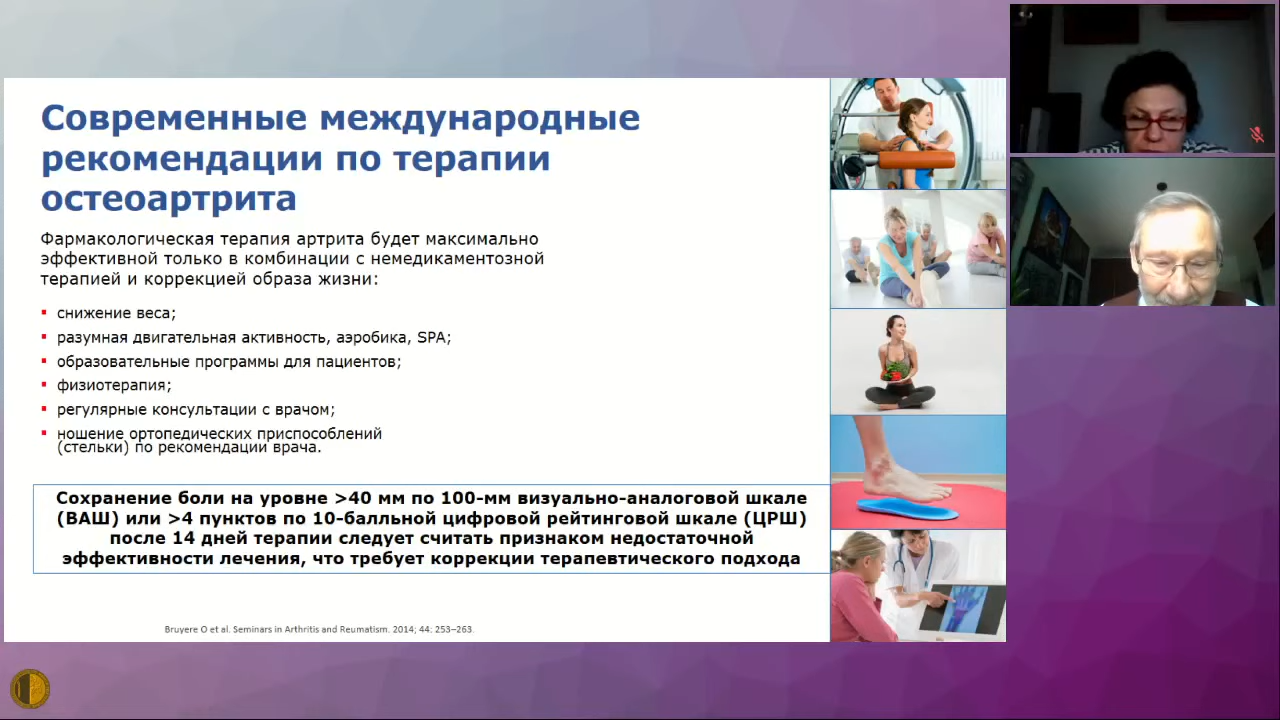 Современные международные
рекомендации по терапии
остеоартрита
Фармакологическая терапия артрита будет максимально
эффективной только в комбинации с немедикаментозной
терапией и коррекцией образа жизни:
снижение веса;
разумная двигательная активность, аэробика, SPA;
образовательные программы для пациентов;
физиотерапия;
регулярные консультации с врачом;
ношение ортопедических приспособлений
(стельки) по рекомендации врача.
Сохранение боли на уровне >40 мм по 100-мм визуально-аналоговой шкале
(ВАШ) или >4 пунктов по 10-балльной цифровой рейтинговой шкале (ЦРШ)
после 14 дней терапии следует считать признаком недостаточной
эффективности лечения, что требует коррекции терапевтического подхода
Bruyere O et al. Seminars in Arthritis and Reumatism. 2014; 44: 253–263.